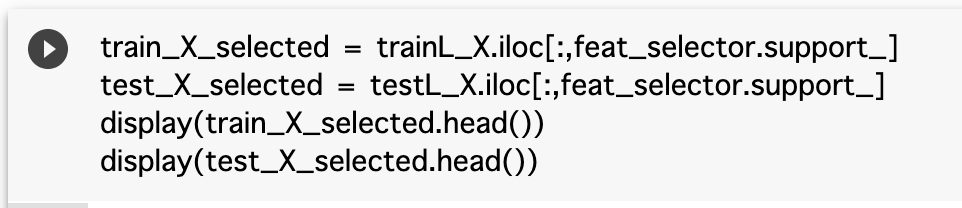 train_X_selected = trainL_X.iloc[:,feat_selector.support_]
test_X_selected = testL_X.iloc[:,feat_selector.support_]
display(train_X_selected.head())
display(test_X_selected.head())